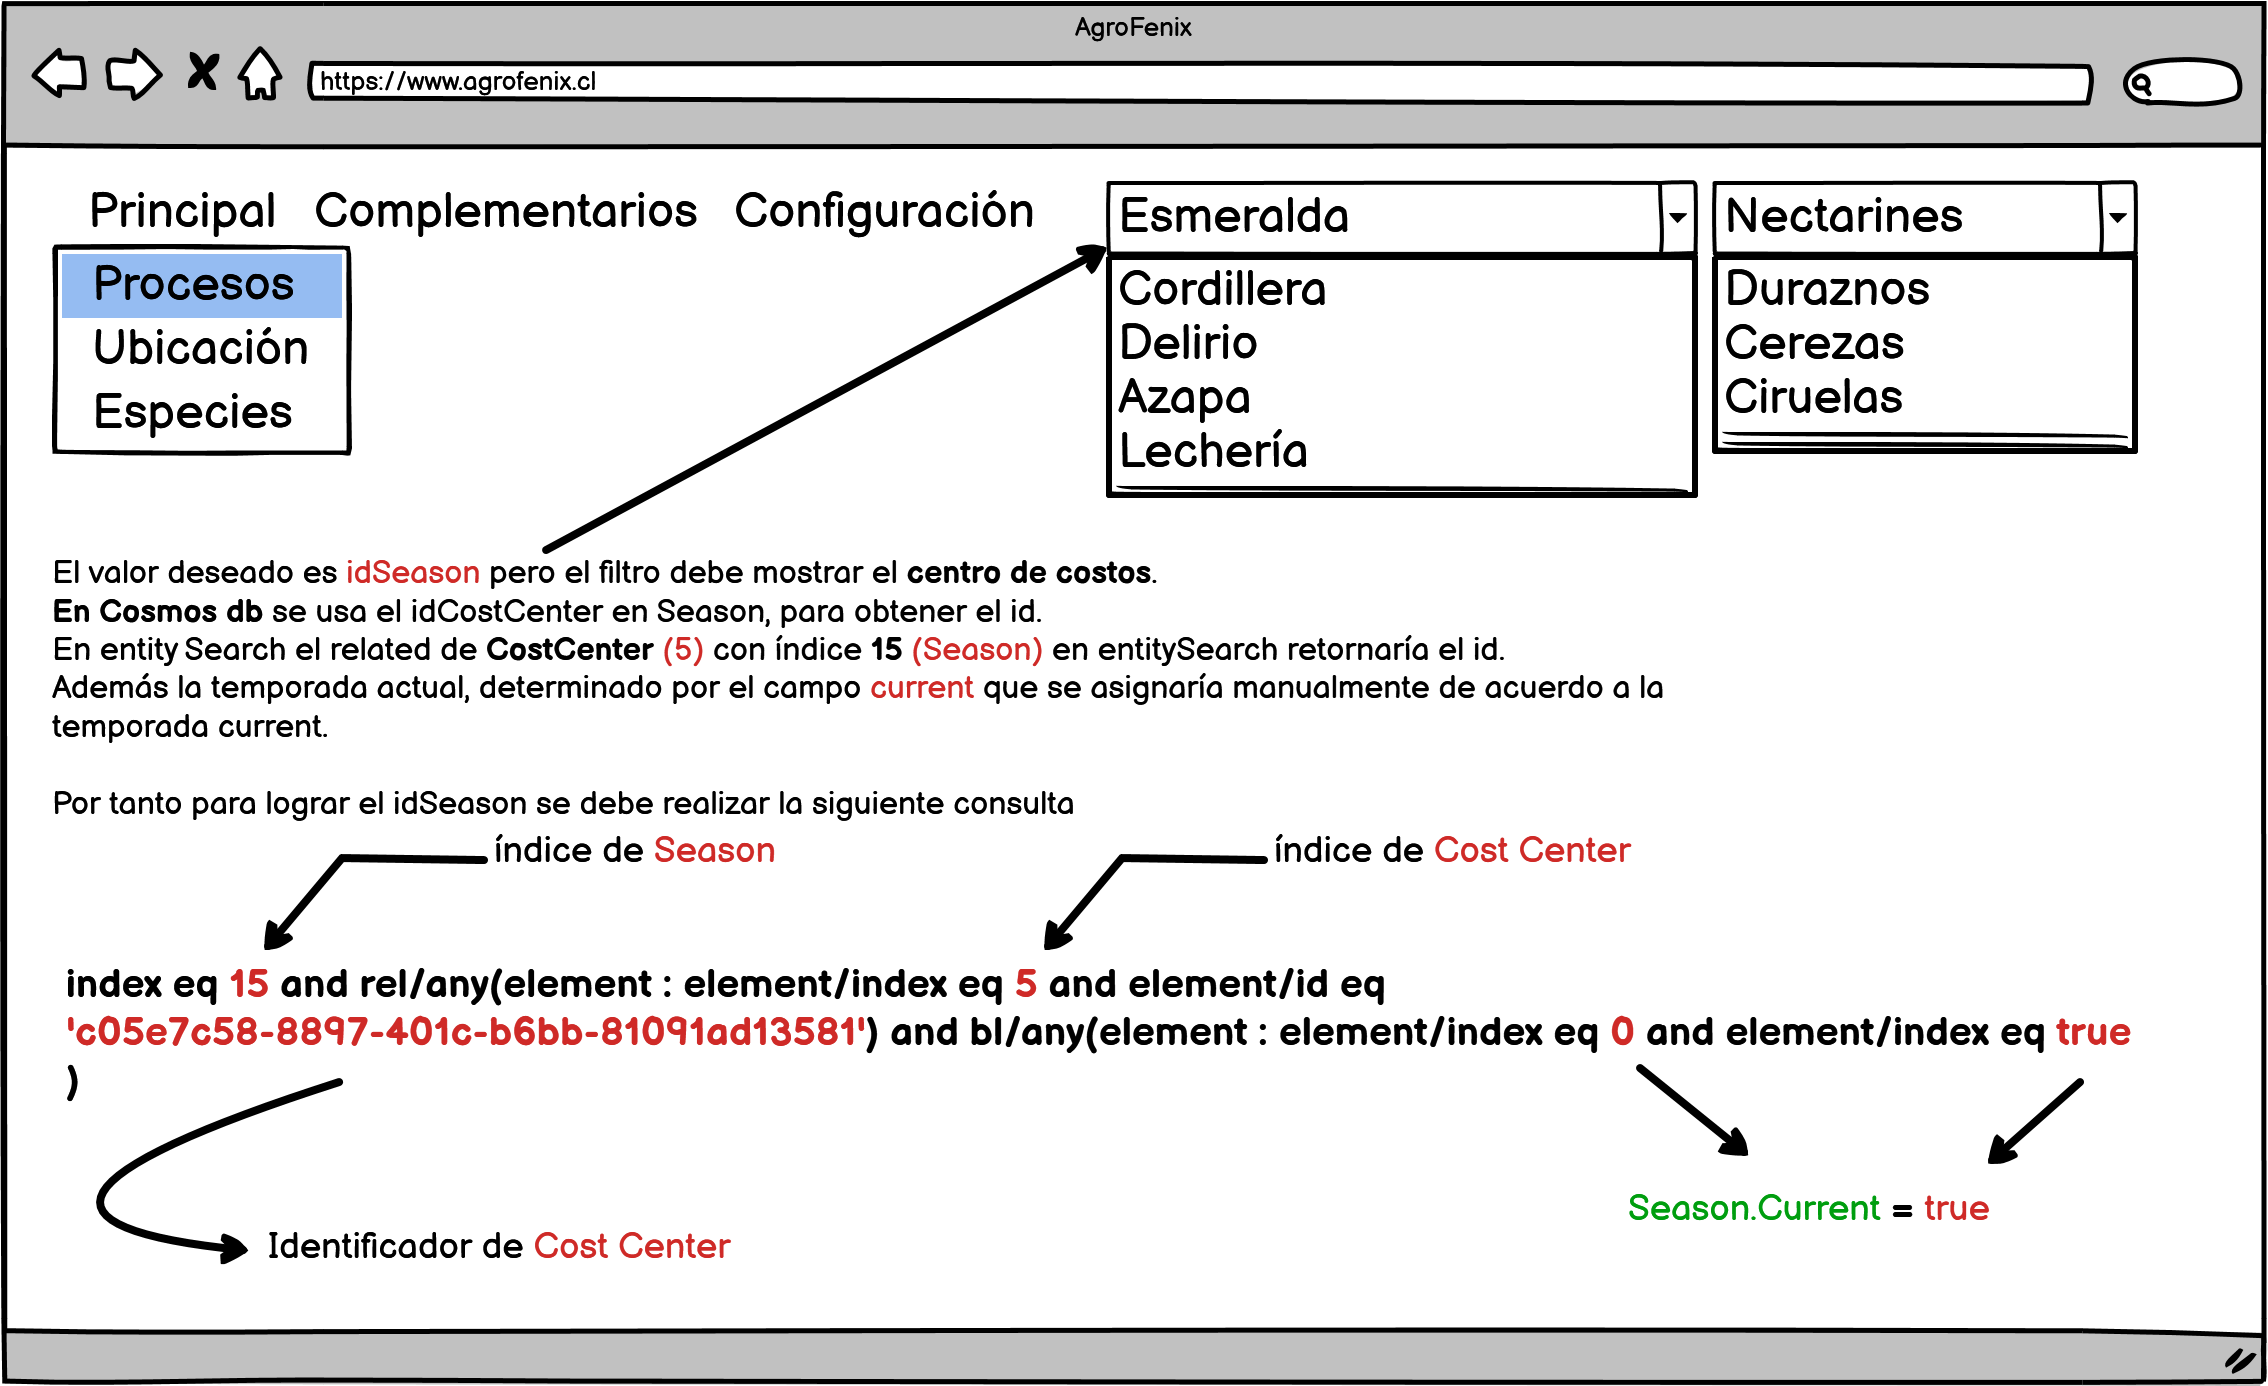 AgroFenix
https://www.agrofenix.cl
Principal Complementarios Configuración
Esmeralda
Nectarines
Procesos
Ubicación
Especies
Cordillera
Delirio
Azapa
Lechería
Duraznos
Cerezas
Ciruelas
El valor deseado es idSeason pero el filtro debe mostrar el centro de costos.
En Cosmos db se usa el idCostCenter en Season, para obtener el id.
En entity Search el related de CostCenter (5) con índice 15 (Season) en entitySearch retornaría el id.
Además la temporada actual, determinado por el campo current que se asignaría manualmente de acuerdo a la
temporada current.
Por tanto para lograr el idSeason se debe realizar la siguiente consulta
índice de Season
índice de Cost Center
index eq 15 and rel/any(element : element/index eq 5 and element/id eq
'c05e7c58-8897-401c-b6bb-81091ad13581') and bl/any(element : element/index eq 0 and element/index eq true
)
Season.Current = true
Identificador de Cost Center